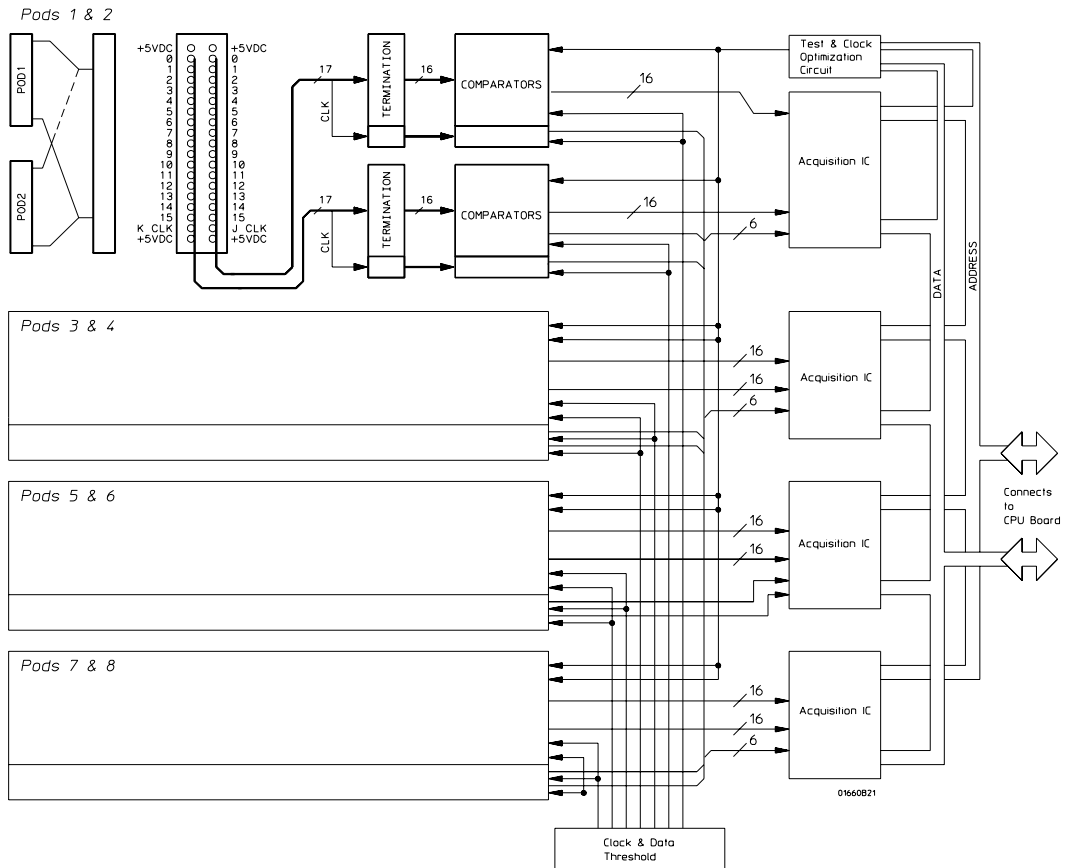 Pods 1 & 2
POD1
POD2
+5VDC +5VDC
0 0
1 1
2 2
3 3
4 4
5 5
6 6
7 7
8 8
9 9
10 10
11 11
12 12
13 13
14 14
15 15
K CLK J CLK
+5VDC +5VDC
17
CLK
TERMINATION
16
COMPARATORS
16
17
CLK
TERMINATION
16
COMPARATORS
16
6
Test & Clock
Optimization
Circuit
Acquisition IC
DATA
ADDRESS
Pods 3 & 4
16
16
6
Acquisition IC
Connects
to
CPU Board
Pods 5 & 6
16
16
Acquisition IC
Pods 7 & 8
16
16
6
Acquisition IC
01660B21
Clock & Data
Threshold